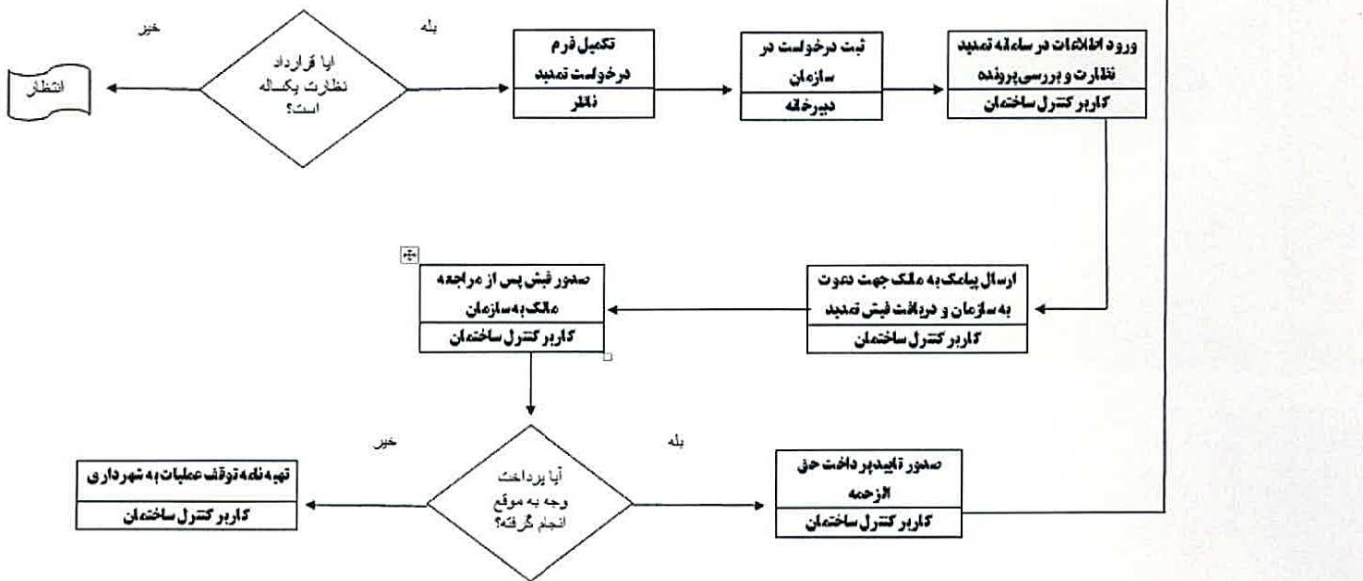 خیر
بله
انتظار
ایا قرارداد
نظارت یکساله
است؟
تکمیل فرم
درخواست تمدید
ناظر
ثبت درخواست در
سازمان
دبیرخانه
ورود اطلاعات در سامانه تمدید
نظارت و بررسی پرونده
کاربر کنترل ساختمان
ارسال پیامک به مالک جهت دعوت
به سازمان و دریافت فیش تمدید
کاربر کنترل ساختمان
صدور فیش پس از مراجعه
مالک به سازمان
کاربر کنترل ساختمان
خیر
بله
آیا پرداخت
وجه به موقع
انجام گرفته؟
تهیه نامه توقف عملیات به شهرداری
کاربر کنترل ساختمان
صدور تایید پرداخت حق
الزحمه
کاربر کنترل ساختمان